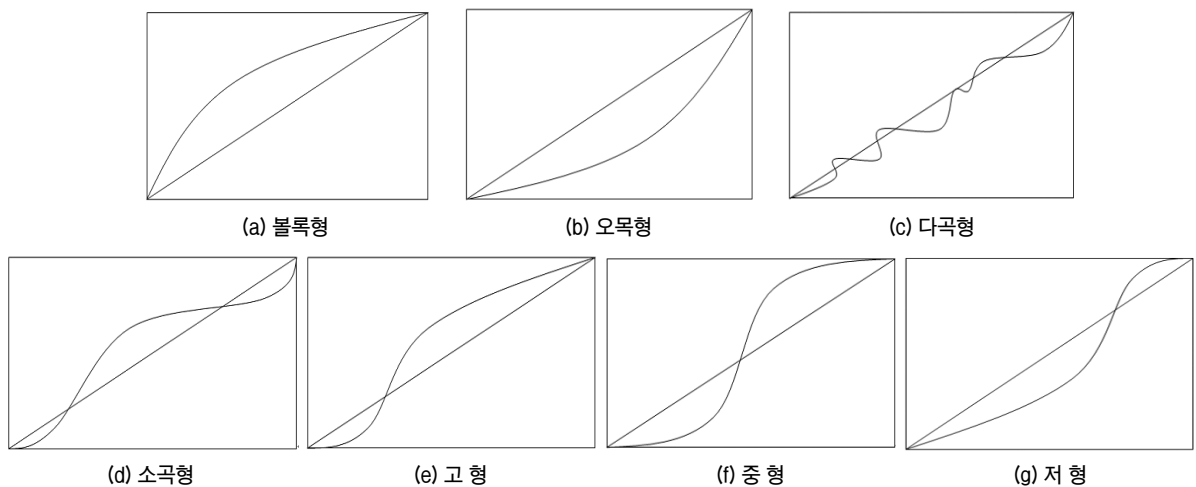 (a) 볼록형 (b) 오목형 (c) 다곡형
(d) 소곡형 (e) 고 형 (f) 중 형 (g) 저 형